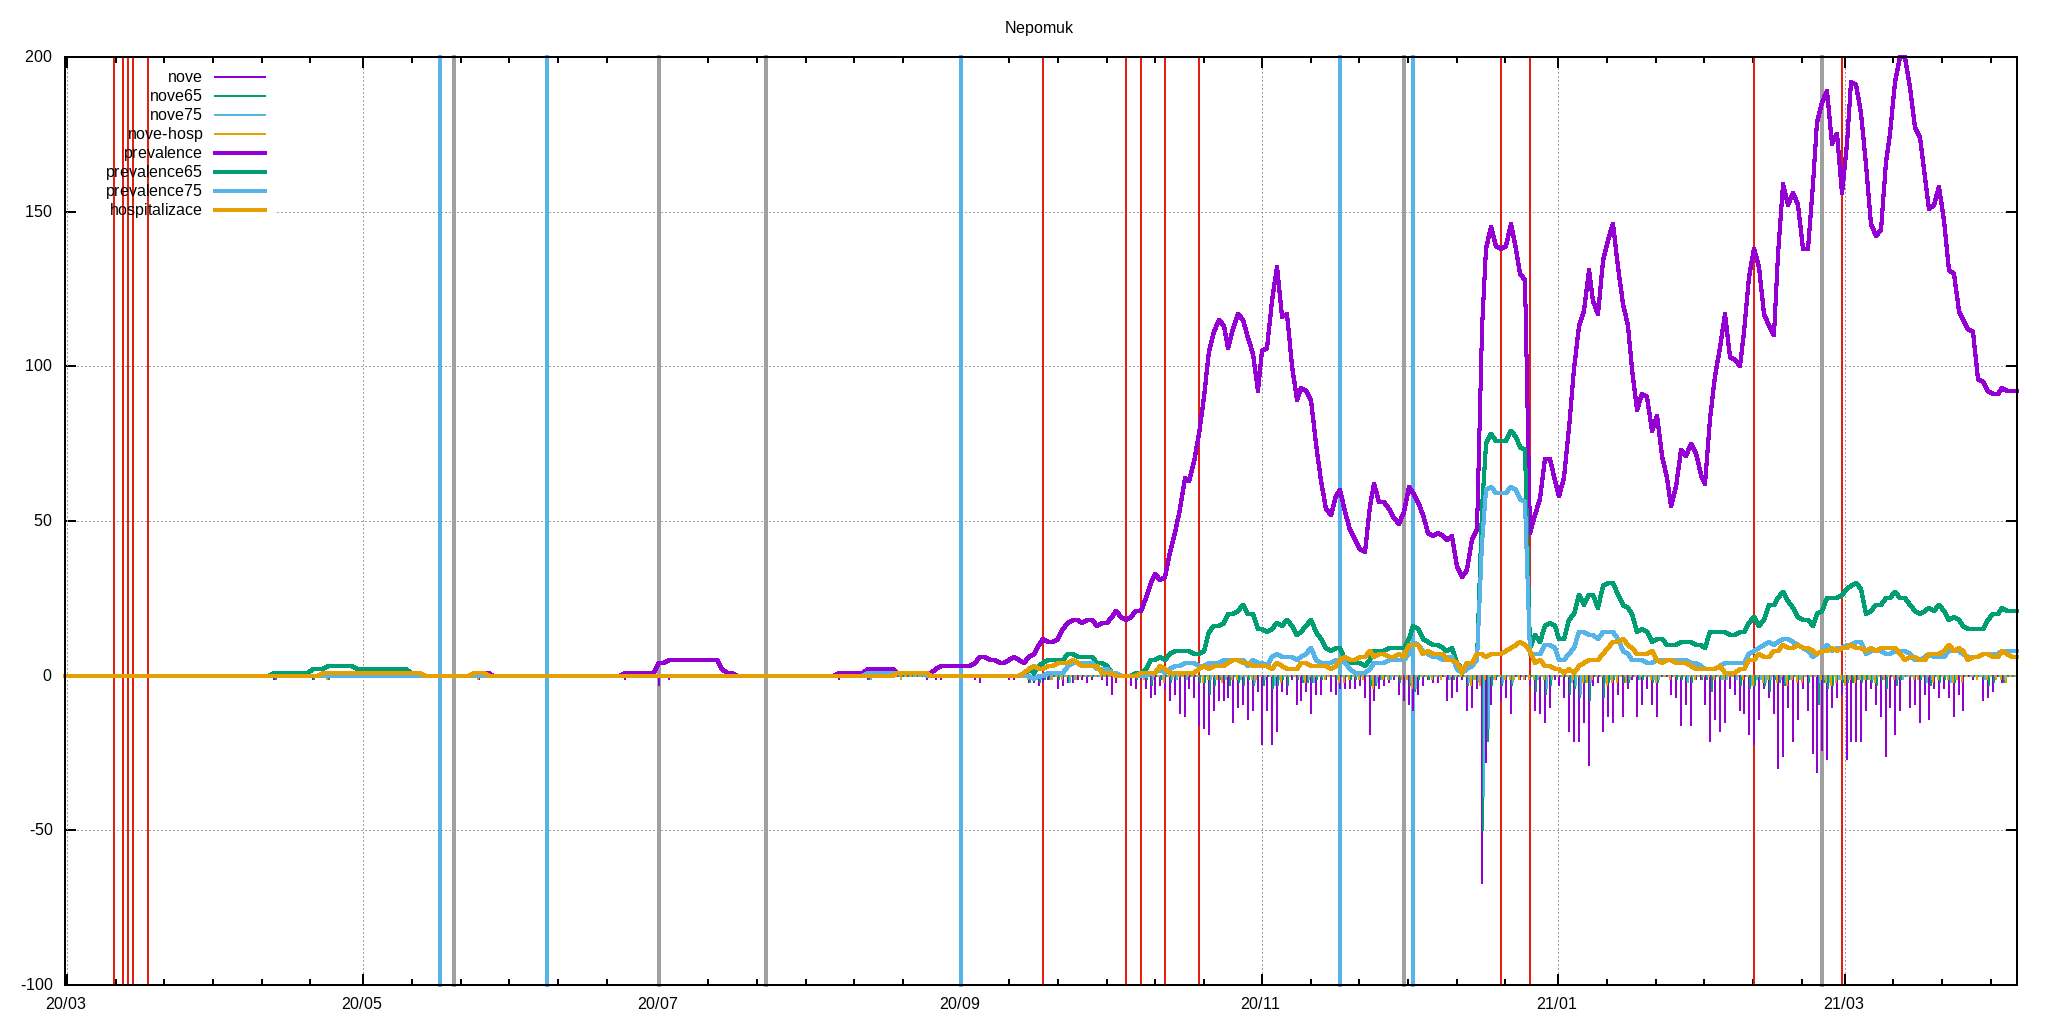 Nepomuk
200
150
100
50
0
-50
-100
nove
nove65
nove75
nove-hosp
prevalence
prevalence65
prevalence75
hospitalizace
20/03 20/05 20/07 20/09 20/11 21/01 21/03